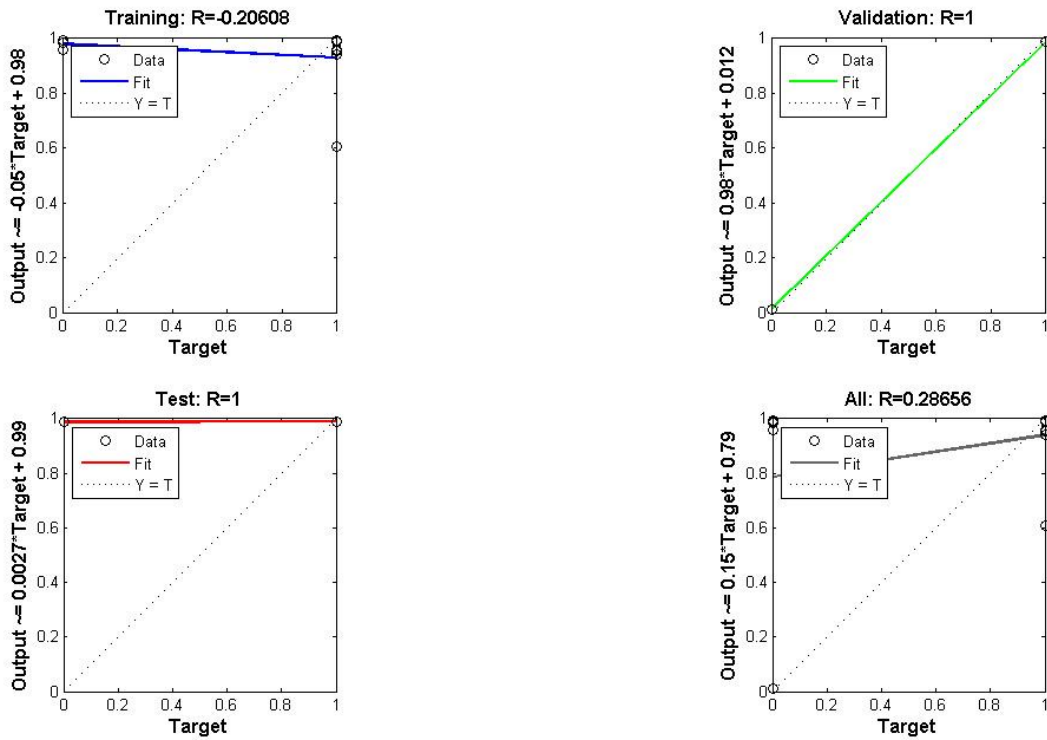 Training: R=-0.20608
Output ~= -0.05*Target + 0.98
1
0.8
0.6
0.4
0.2
0
Data
Fit
Y = T
0 0.2 0.4 0.6 0.8 1
Target
Validation: R=1
Output ~= 0.98*Target + 0.012
1
0.8
0.6
0.4
0.2
0
Data
Fit
Y = T
0 0.2 0.4 0.6 0.8 1
Target
Test: R=1
Output ~= 0.0027*Target + 0.99
1
0.8
0.6
0.4
0.2
0
Data
Fit
Y = T
0 0.2 0.4 0.6 0.8 1
Target
All: R=0.28656
Output ~= 0.15*Target + 0.79
1
0.8
0.6
0.4
0.2
0
Data
Fit
Y = T
0 0.2 0.4 0.6 0.8 1
Target